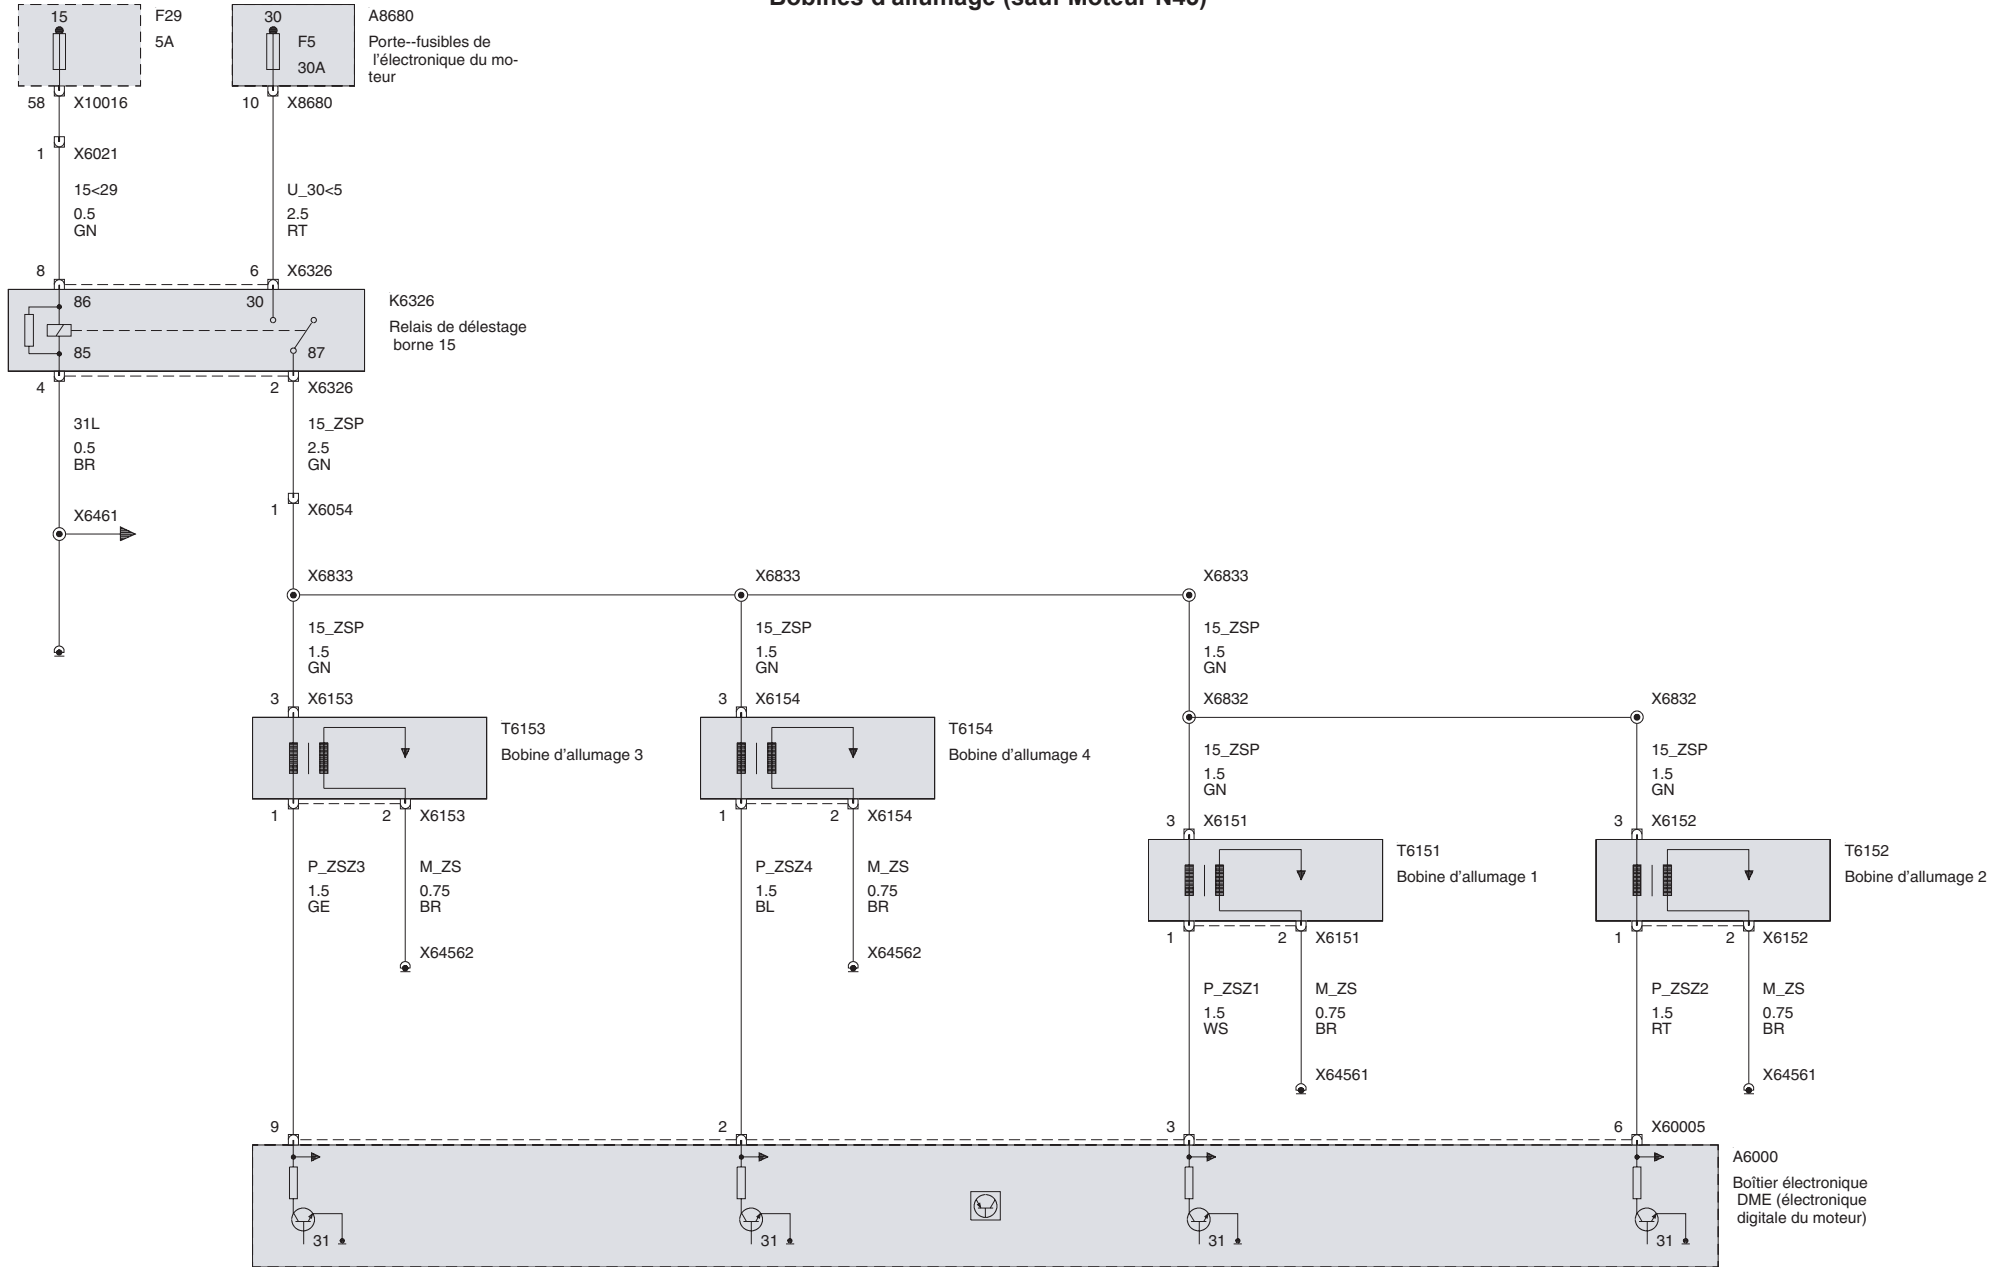 Bobines d'allumage (sauf Moteur N45)
15
F29
5A
30
F5
30A
A8680
Porte--fusibles de
l'électronique du mo-
teur
58 X10016
10 X8680
1 X6021
15<29
0.5
GN
U_30<5
2.5
RT
8
6 X6326
86
30
85
87
K6326
Relais de délestage
borne 15
4
2 X6326
31L
0.5
BR
15_ZSP
2.5
GN
X6461
1 X6054
X6833
X6833
X6833
15_ZSP
1.5
GN
15_ZSP
1.5
GN
15_ZSP
1.5
GN
3 X6153
3 X6154
X6832
X6832
T6153
Bobine d'allumage 3
T6154
Bobine d'allumage 4
15_ZSP
1.5
GN
15_ZSP
1.5
GN
1
2 X6153
1
2 X6154
3 X6151
3 X6152
P_ZSZ3
1.5
GE
M_ZS
0.75
BR
P_ZSZ4
1.5
BL
M_ZS
0.75
BR
T6151
Bobine d'allumage 1
T6152
Bobine d'allumage 2
X64562
X64562
1
2 X6151
1
2 X6152
P_ZSZ1
1.5
WS
M_ZS
0.75
BR
P_ZSZ2
1.5
RT
M_ZS
0.75
BR
X64561
X64561
9
2
3
6 X60005
A6000
Boîtier électronique
DME (électronique
digitale du moteur)
31
31
31
31